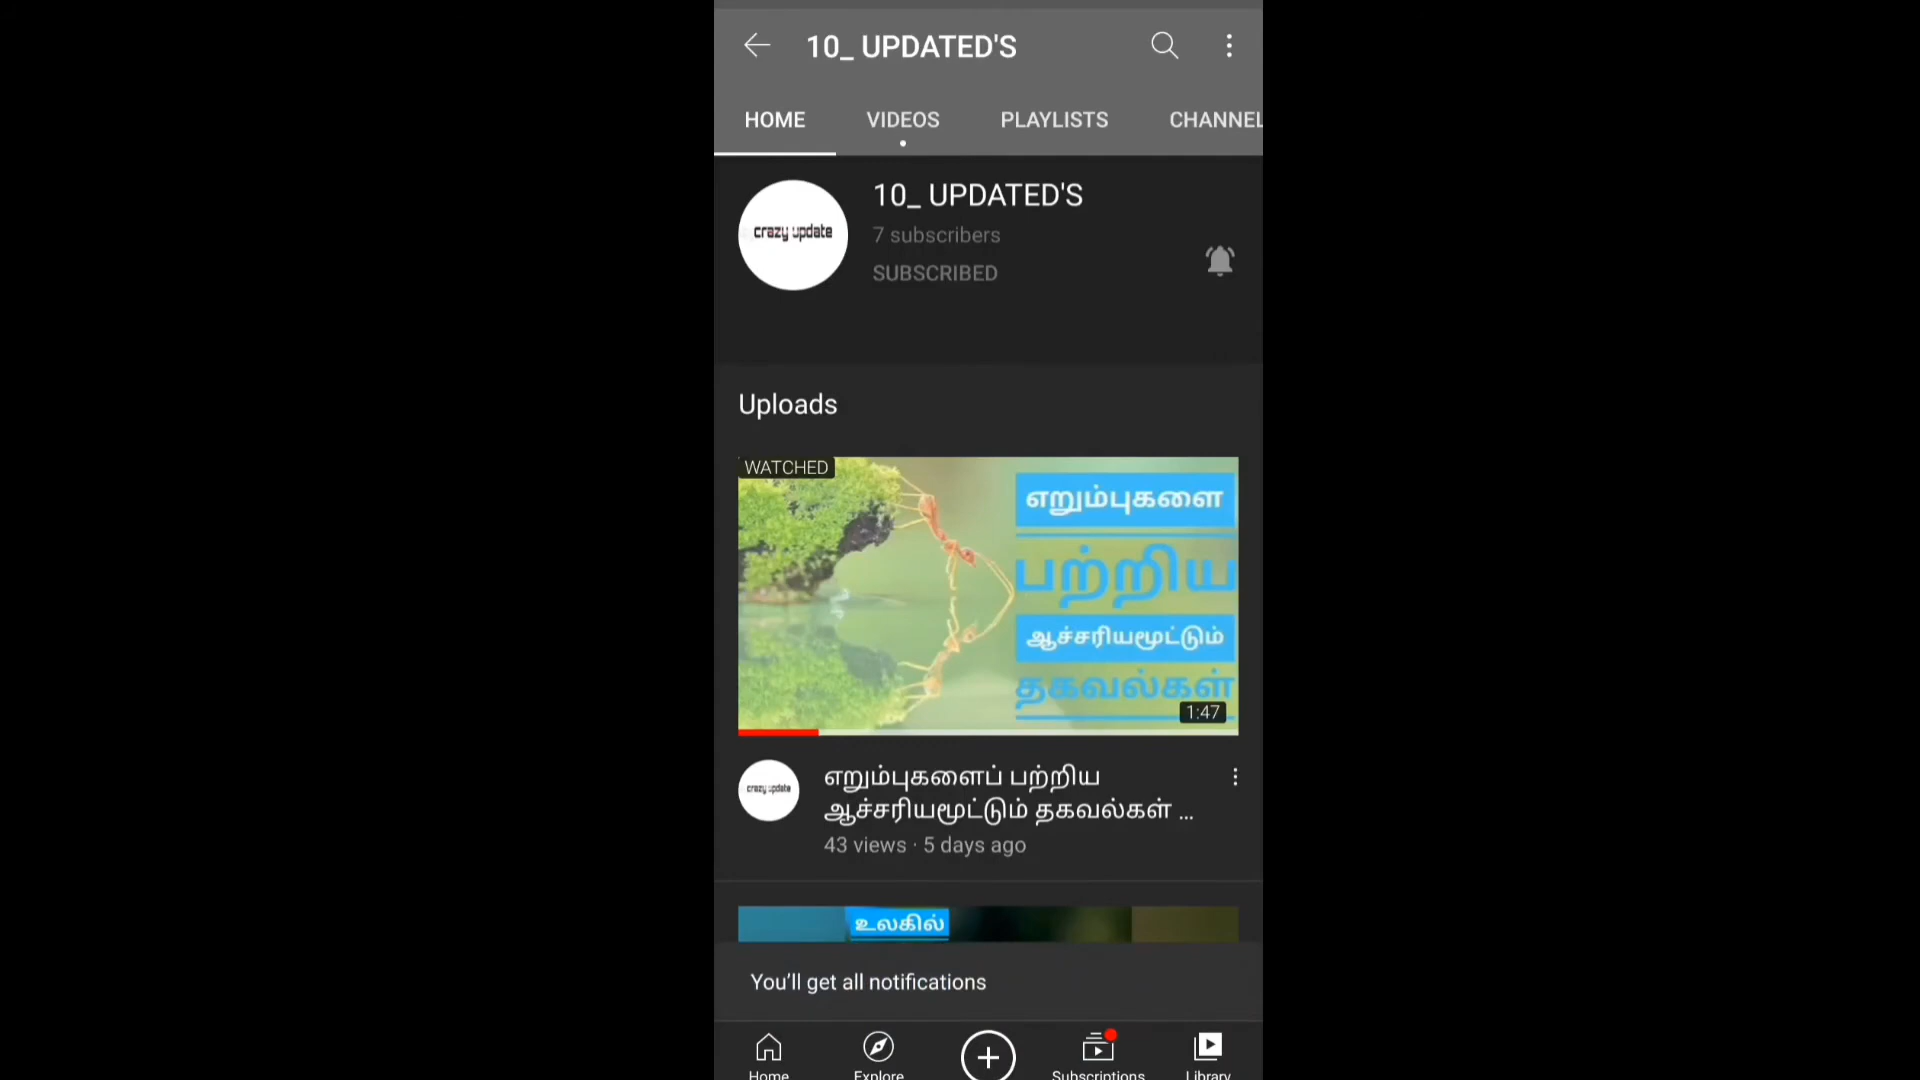 10_ UPDATED'S
HOME VIDEOS PLAYLISTS CHANNEL
crazy update
10_ UPDATED'S
7 subscribers
SUBSCRIBED
Uploads
WATCHED
எறும்புகளை
பற்றிய
ஆச்சரியமூட்டும்
தகவல்கள்
1:47
crazy update
எறும்புகளைப் பற்றிய
ஆச்சரியமூட்டும் தகவல்கள் ...
43 views · 5 days ago
உலகில்
You'll get all notifications
Home Explore Subscriptions Library